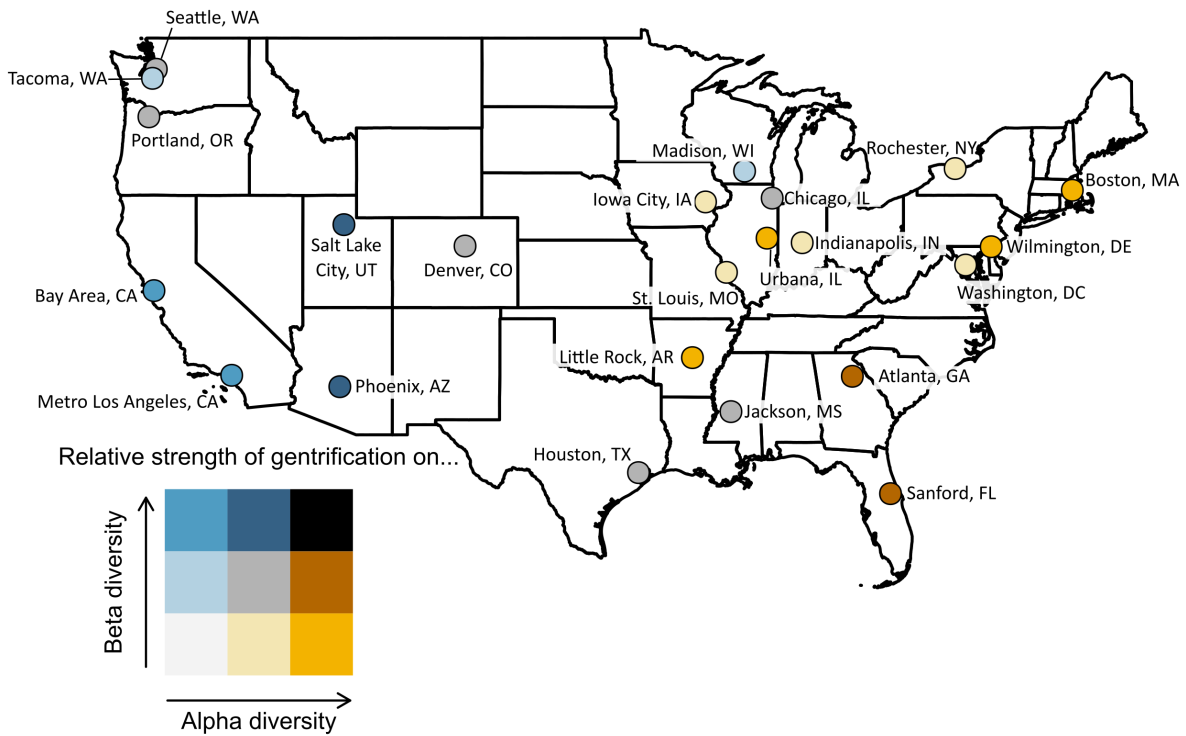 Seattle, WA
Tacoma, WA
Portland, OR
Madison, WI
Rochester, NY
Boston, MA
Iowa City, IA
Chicago, IL
Salt Lake
City, UT
Denver, CO
Indianapolis, IN
Wilmington, DE
Urbana, IL
Bay Area, CA
St. Louis, MO
Washington, DC
Little Rock, AR
Atlanta, GA
Phoenix, AZ
Metro Los Angeles, CA
Jackson, MS
Houston, TX
Sanford, FL
Relative strength of gentrification on...
Beta diversity
Alpha diversity